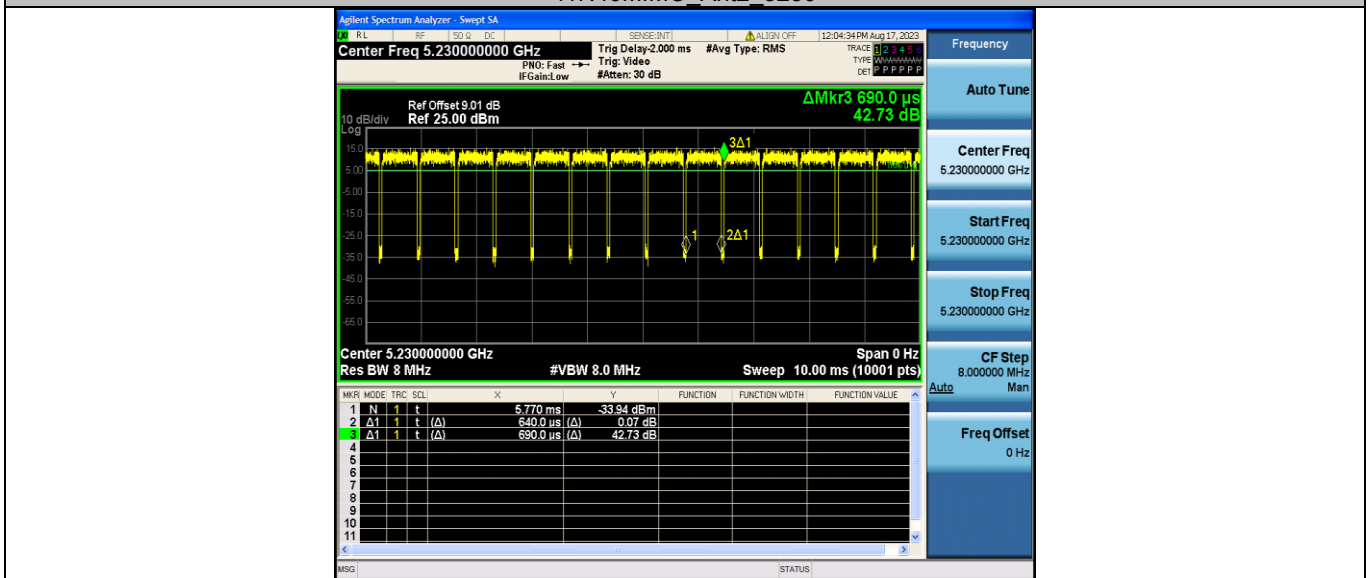 Agilent Spectrum Analyzer - Swept SA
RL RF 50 Ω DC SENSE:INT ALIGN OFF 12:04:34 PM Aug 17, 2023
Center Freq 5.230000000 GHz
PNO: Fast
IFGain:Low
Trig Delay-2.000 ms
Trig: Video
#Atten: 30 dB
#Avg Type: RMS
TRACE 1 2 3 4 5 6
TYPE WWWWWW
DET P P P P P P
Frequency
Auto Tune
Center Freq
5.230000000 GHz
Start Freq
5.230000000 GHz
Stop Freq
5.230000000 GHz
CF Step
8.000000 MHz
Auto Man
Freq Offset
0 Hz
ΔMkr3 690.0 µs
42.73 dB
Ref Offset 9.01 dB
10 dB/div Ref 25.00 dBm
Log
15.0
5.00
-5.00
-15.0
-25.0
-35.0
-45.0
-55.0
-65.0
3Δ1
1
2Δ1
Center 5.230000000 GHz Span 0 Hz
Res BW 8 MHz #VBW 8.0 MHz Sweep 10.00 ms (10001 pts)
MKR MODE TRC SCL X Y FUNCTION FUNCTION WIDTH FUNCTION VALUE
1 N 1 t 5.770 ms -33.94 dBm
2 Δ1 1 t (Δ) 640.0 µs (Δ) 0.07 dB
3 Δ1 1 t (Δ) 690.0 µs (Δ) 42.73 dB
4
5
6
7
8
9
10
11
MSG STATUS